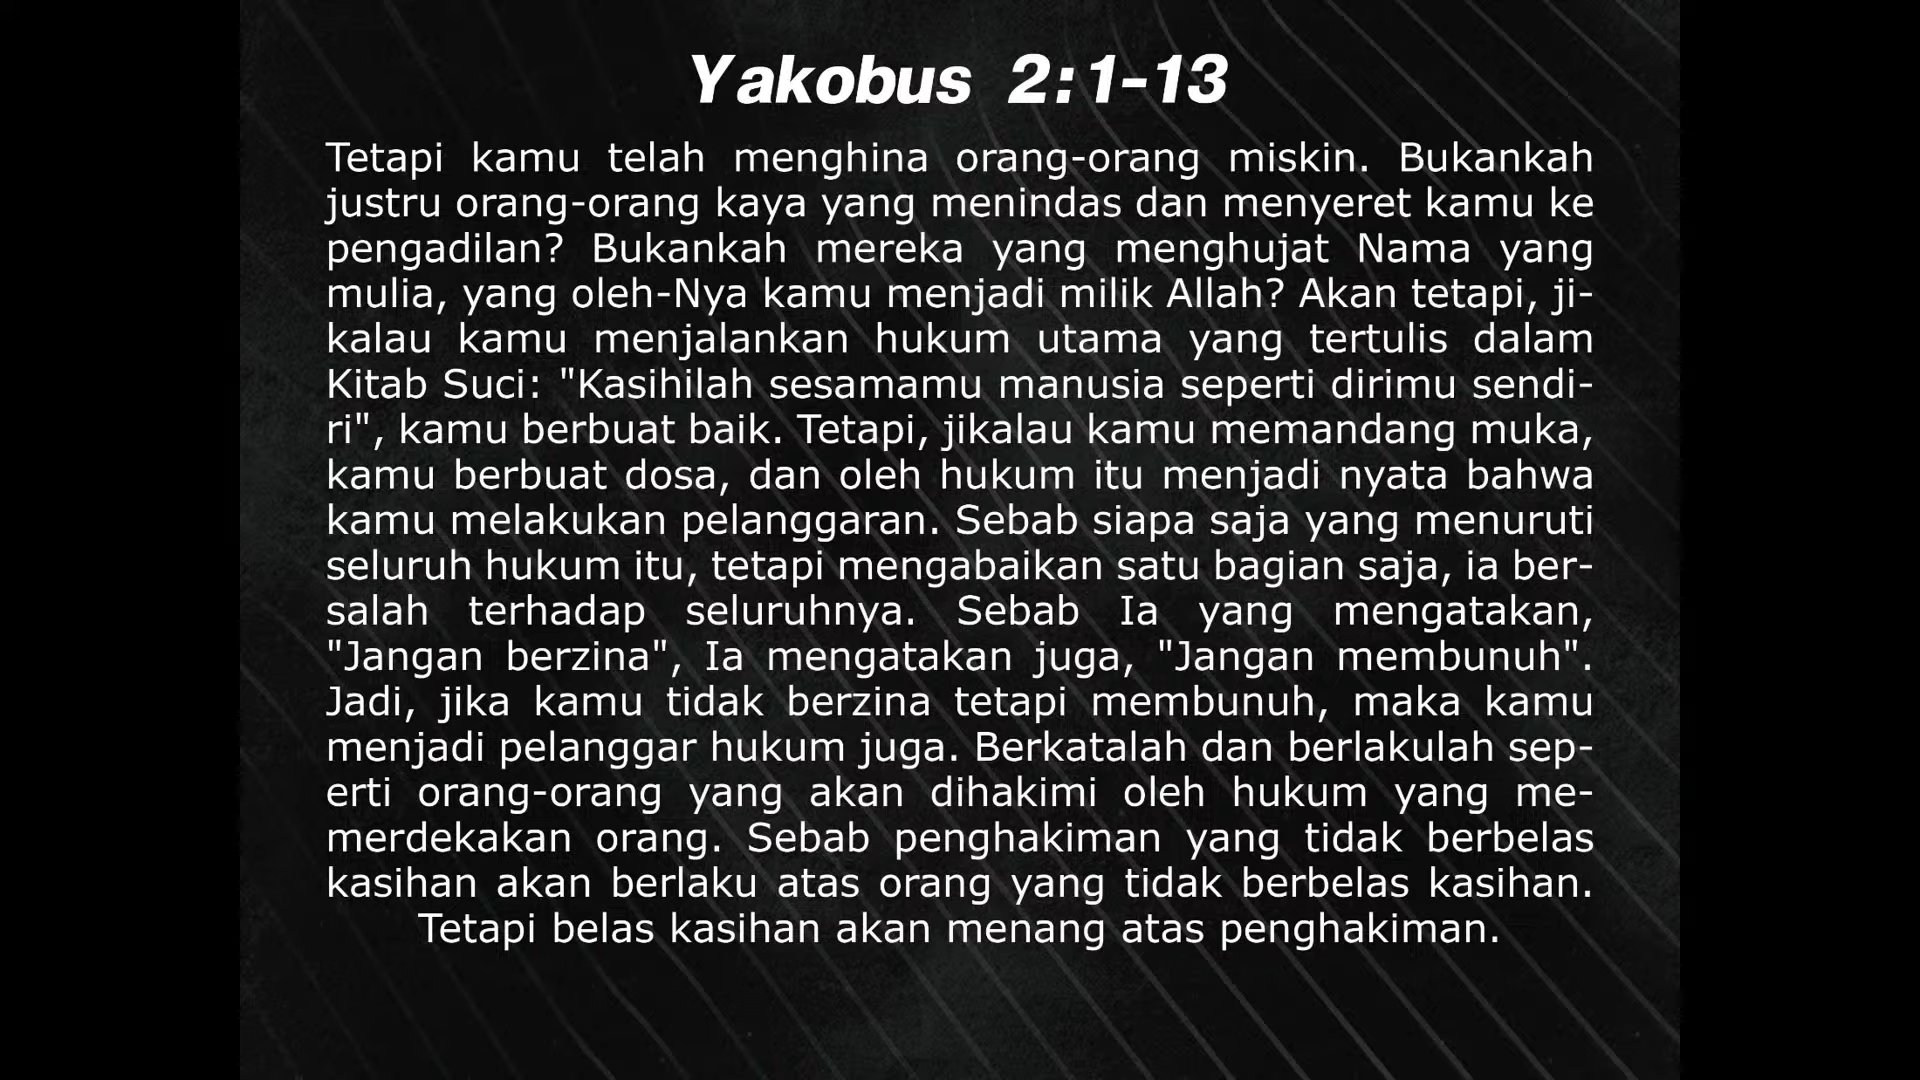 Yakobus 2:1-13
Tetapi kamu telah menghina orang-orang miskin. Bukankah
justru orang-orang kaya yang menindas dan menyeret kamu ke
pengadilan? Bukankah mereka yang menghujat Nama yang
mulia, yang oleh-Nya kamu menjadi milik Allah? Akan tetapi, ji-
kalau kamu menjalankan hukum utama yang tertulis dalam
Kitab Suci: "Kasihilah sesamamu manusia seperti dirimu sendi-
ri", kamu berbuat baik. Tetapi, jikalau kamu memandang muka,
kamu berbuat dosa, dan oleh hukum itu menjadi nyata bahwa
kamu melakukan pelanggaran. Sebab siapa saja yang menuruti
seluruh hukum itu, tetapi mengabaikan satu bagian saja, ia ber-
salah terhadap seluruhnya. Sebab Ia yang mengatakan,
"Jangan berzina", Ia mengatakan juga, "Jangan membunuh".
Jadi, jika kamu tidak berzina tetapi membunuh, maka kamu
menjadi pelanggar hukum juga. Berkatalah dan berlakulah sep-
erti orang-orang yang akan dihakimi oleh hukum yang me-
merdekakan orang. Sebab penghakiman yang tidak berbelas
kasihan akan berlaku atas orang yang tidak berbelas kasihan.
Tetapi belas kasihan akan menang atas penghakiman.